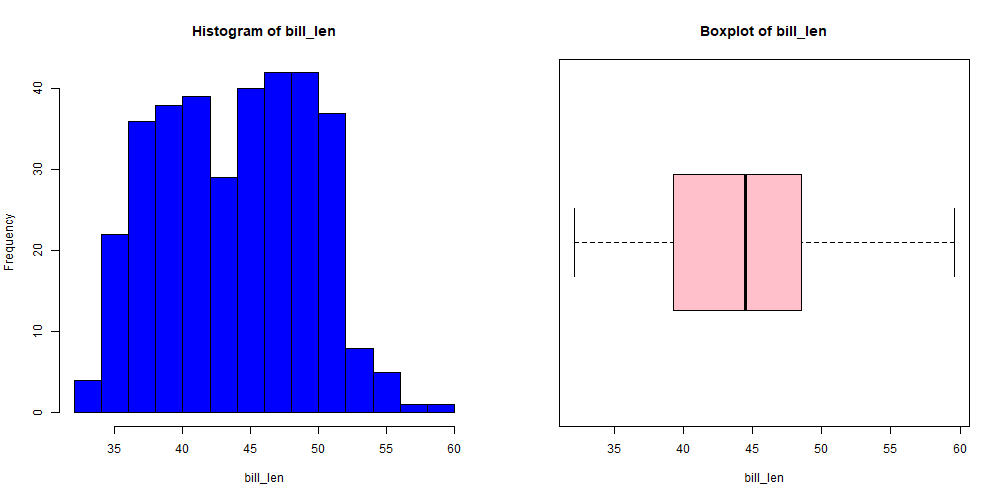 Histogram of bill_len
Frequency
0 10 20 30 40
35 40 45 50 55 60
bill_len
Boxplot of bill_len
35 40 45 50 55 60
bill_len